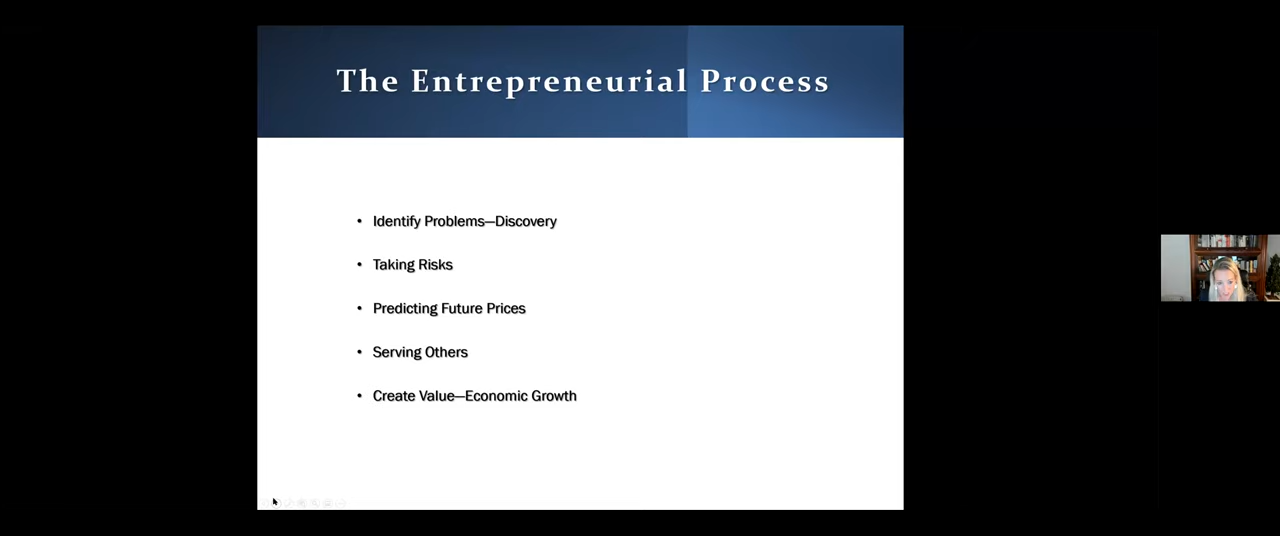 The Entrepreneurial Process
• Identify Problems—Discovery
• Taking Risks
• Predicting Future Prices
• Serving Others
• Create Value—Economic Growth